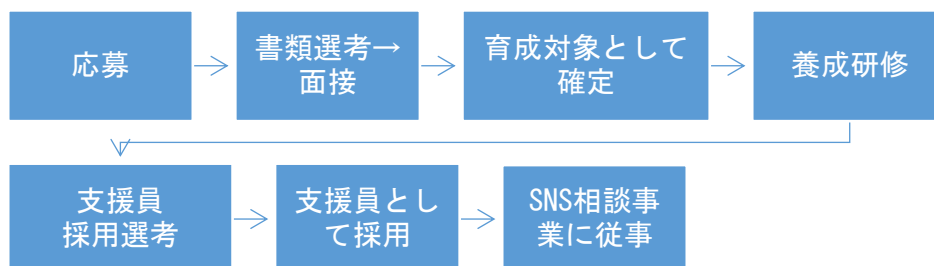 応募
書類選考→
面接
育成対象として
確定
養成研修
支援員
採用選考
支援員とし
て採用
SNS相談事
業に従事